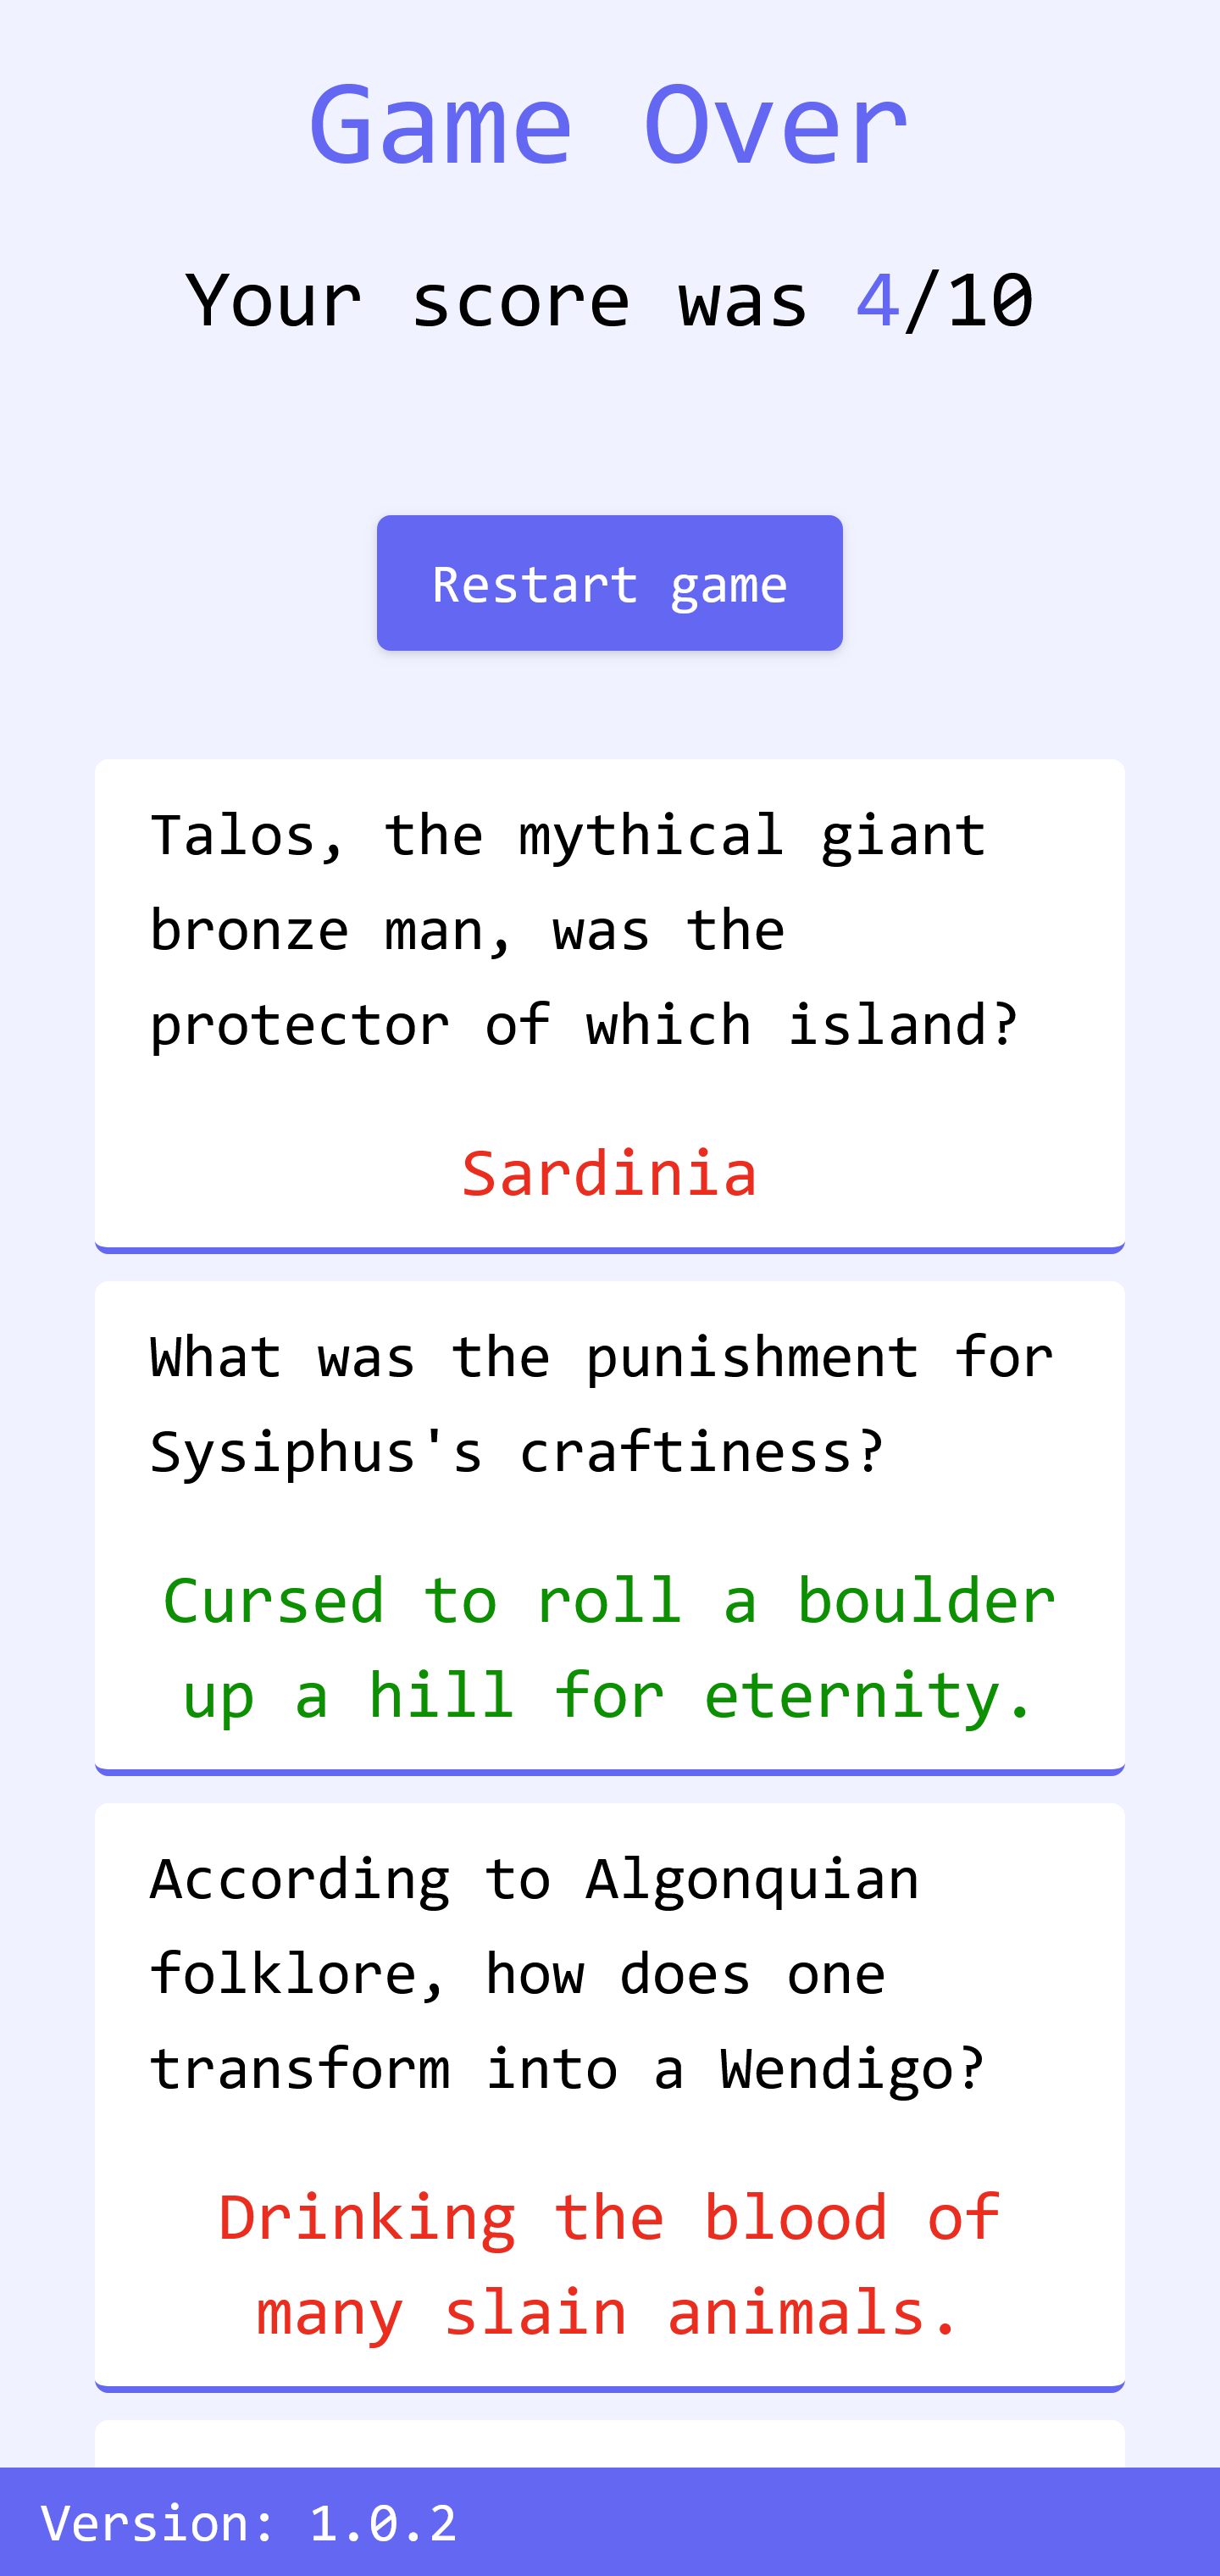 Game Over
Your score was 4/10
Restart game
Talos, the mythical giant
bronze man, was the
protector of which island?
Sardinia
What was the punishment for
Sysiphus's craftiness?
Cursed to roll a boulder
up a hill for eternity.
According to Algonquian
folklore, how does one
transform into a Wendigo?
Drinking the blood of
many slain animals.
Version: 1.0.2